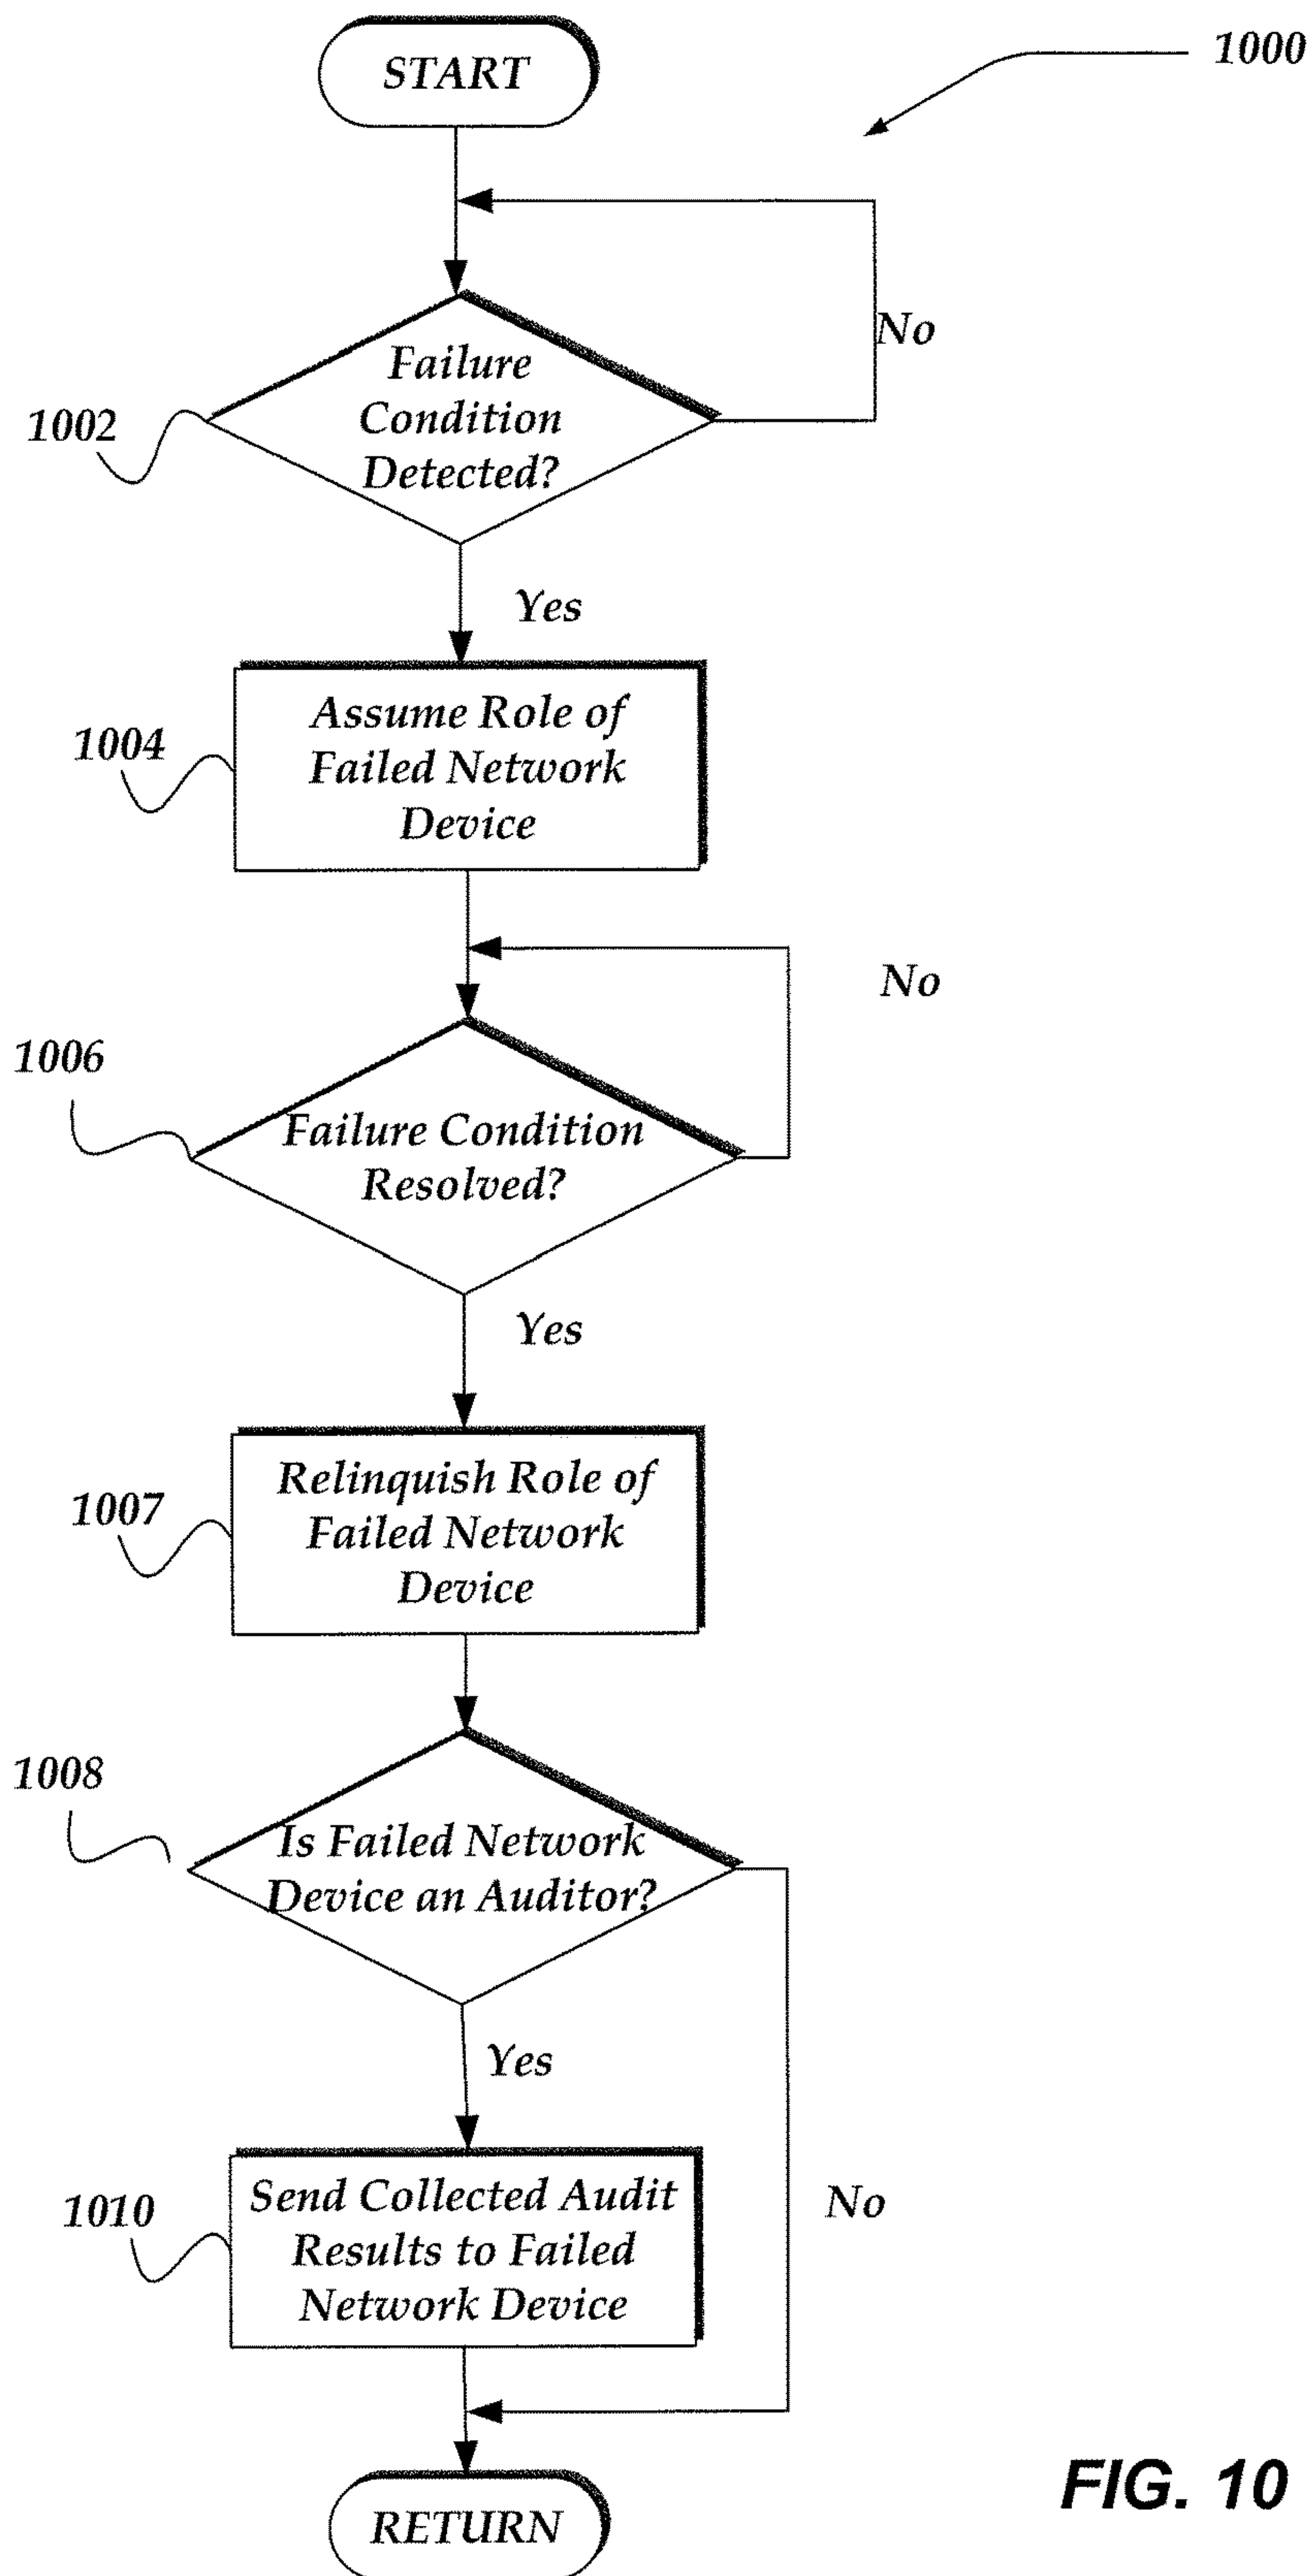 START
1000
No
Failure
Condition
Detected?
1002
Yes
Assume Role of
Failed Network
Device
1004
No
1006
Failure Condition
Resolved?
Yes
Relinquish Role of
Failed Network
Device
1007
1008
Is Failed Network
Device an Auditor?
Yes
Send Collected Audit
Results to Failed
Network Device
1010
No
RETURN
FIG. 10